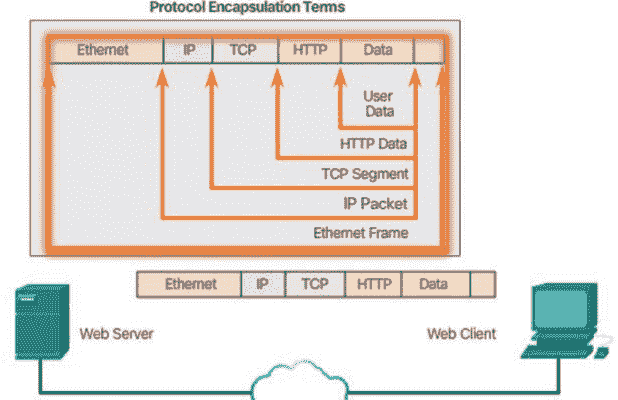 Protocol Encapsulation Terms
Ethernet IP TCP HTTP Data
User
Data
HTTP Data
TCP Segment
IP Packet
Ethernet Frame
Ethernet IP TCP HTTP Data
Web Server
Web Client